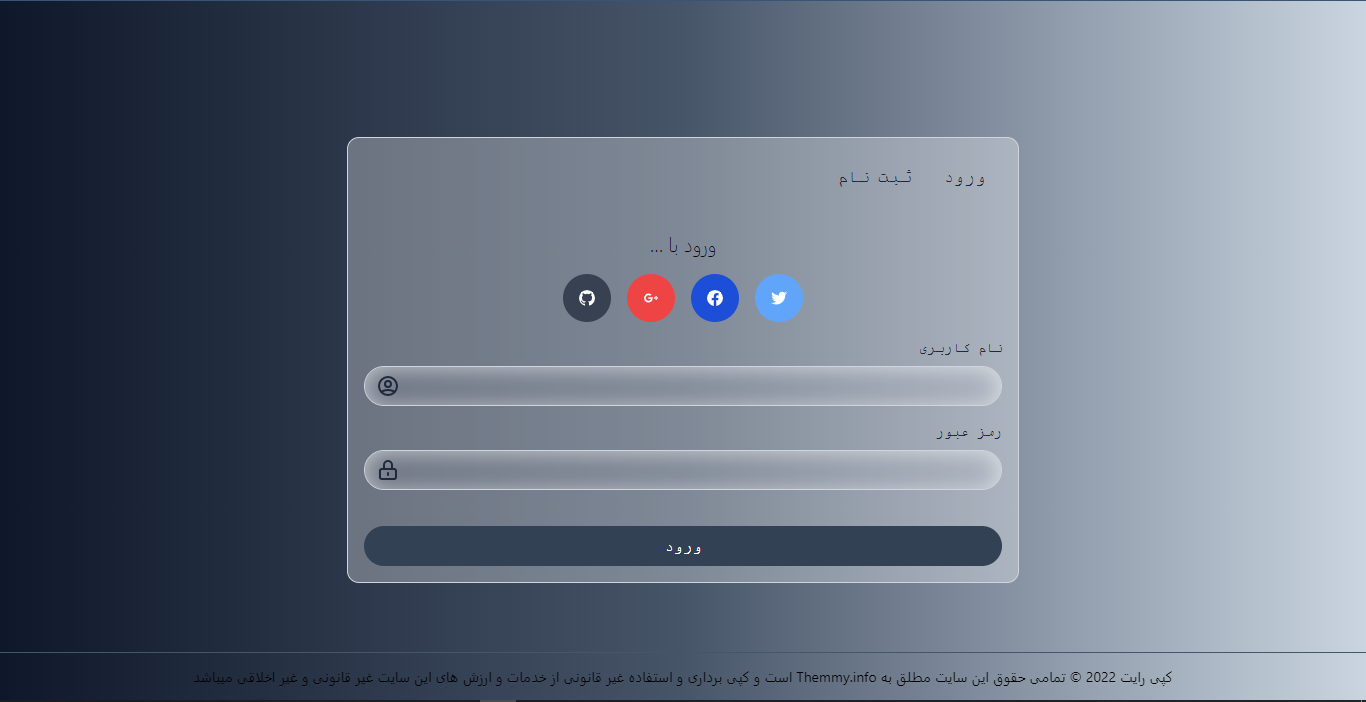 ورود ثبت نام
ورود با ...
نام کاربری
رمز عبور
ورود
کپی رایت 2022 © تمامی حقوق این سایت مطلق به Themmy.info است و کپی برداری و استفاده غیر قانونی از خدمات و ارزش های این سایت غیر قانونی و غیر اخلاقی میباشد